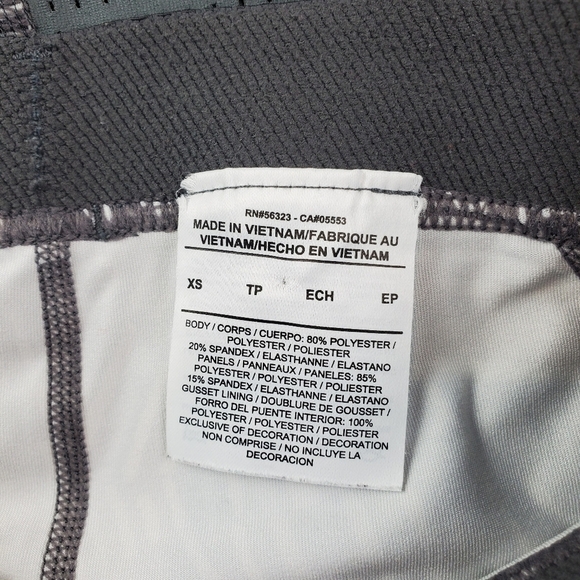 RN#56323 - CA#05553
MADE IN VIETNAM/FABRIQUE AU
VIETNAM/HECHO EN VIETNAM
XS TP ECH EP
BODY / CORPS / CUERPO: 80% POLYESTER /
POLYESTER / POLIESTER
20% SPANDEX / ELASTHANNE / ELASTANO
PANELS / PANNEAUX / PANELES: 85%
POLYESTER / POLYESTER / POLIESTER
15% SPANDEX / ELASTHANNE / ELASTANO
GUSSET LINING / DOUBLURE DE GOUSSET /
FORRO DEL PUENTE INTERIOR: 100%
POLYESTER / POLYESTER / POLIESTER
EXCLUSIVE OF DECORATION / DECORATION
NON COMPRISE / NO INCLUYE LA
DECORACION